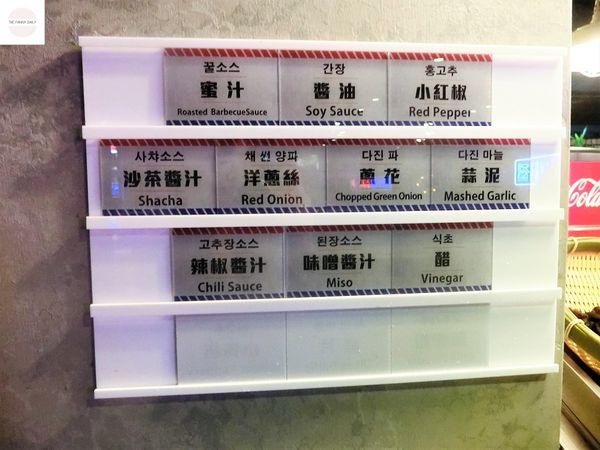 THE FUNNY DAILY
꿀소스 간장 홍고추
蜜汁 醬油 小紅椒
Roasted BarbecueSauce Soy Sauce Red Pepper
사챠소스 채 썬 양파 다진 파 다진 마늘
沙茶醬汁 洋蔥絲 蔥花 蒜泥
Shacha Red Onion Chopped Green Onion Mashed Garlic
고추장소스 된장소스 식초
辣椒醬汁 味噌醬汁 醋
Chili Sauce Miso Vinegar